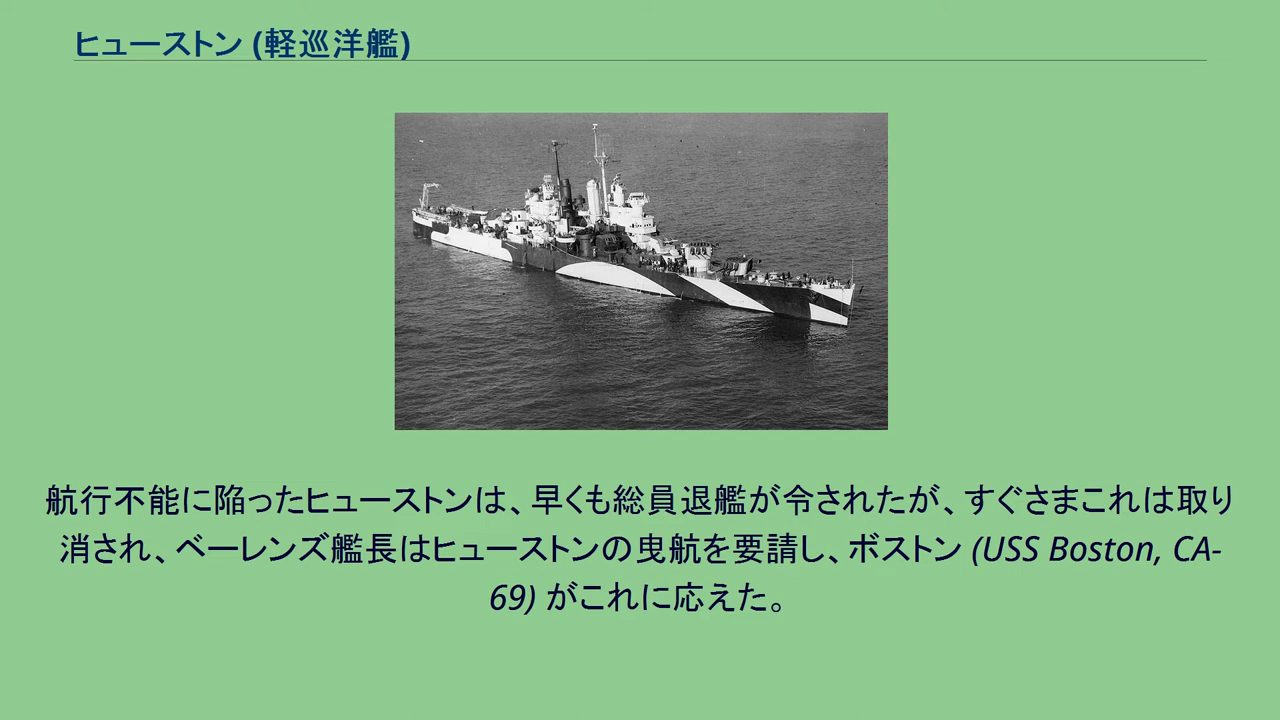 ヒューストン (軽巡洋艦)
航行不能に陥ったヒューストンは、早くも総員退艦が令されたが、すぐさまこれは取り
消され、ベーレンズ艦長はヒューストンの曳航を要請し、ボストン (USS Boston, CA-
69) がこれに応えた。